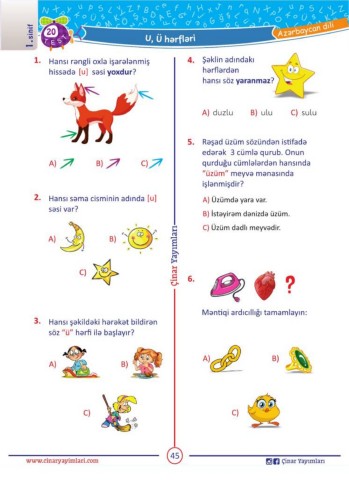 1.sinif
20
TEST
U, Ü hərfləri
Azərbaycan dili
1. Hansı rəngli oxla işarələnmiş
hissədə [u] səsi yoxdur?
A)
B)
C)
2. Hansı səma cisminin adında [u]
səsi var?
A)
B)
C)
3. Hansı şəkildəki hərəkət bildirən
söz "ü" hərfi ilə başlayır?
A)
B)
C)
4. Şəklin adındakı
hərflərdən
hansı söz yaranmaz?
A) duzlu B) ulu C) sulu
5. Rəşad üzüm sözündən istifadə
edərək 3 cümlə qurub. Onun
qurduğu cümlələrdən hansında
"üzüm" meyvə mənasında
işlənmişdir?
A) Üzümdə yara var.
B) İstəyirəm dənizdə üzüm.
C) Üzüm dadlı meyvədir.
6.
?
Məntiqi ardıcıllığı tamamlayın:
A)
B)
C)
Çinar Yayımları
www.cinaryayimlari.com
45
Çinar Yayımları